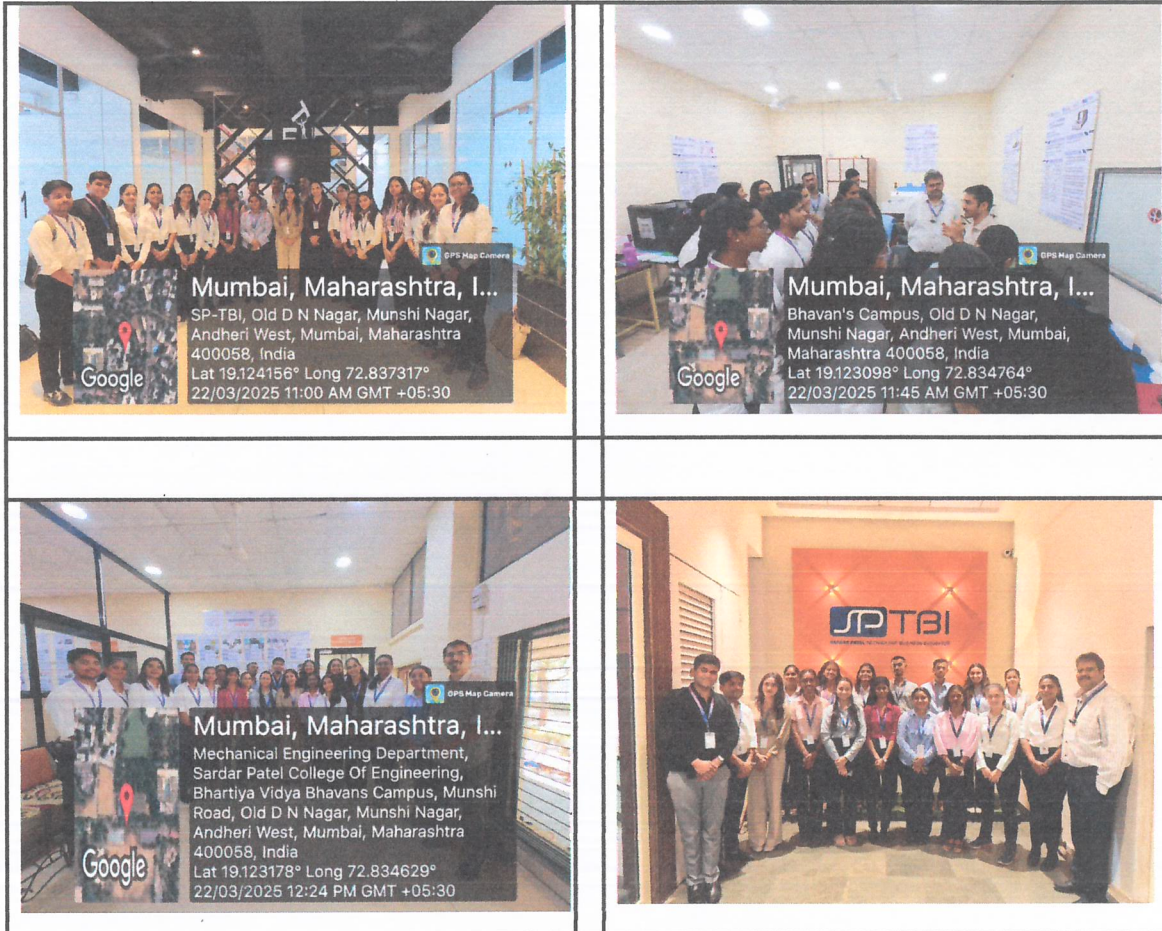 GPS Map Camera
Mumbai, Maharashtra, I...
SP-TBI, Old D N Nagar, Munshi Nagar,
Andheri West, Mumbai, Maharashtra
400058, India
Lat 19.124156° Long 72.837317°
22/03/2025 11:00 AM GMT +05:30
Google
GPS Map Camera
Mumbai, Maharashtra, I...
Bhavan's Campus, Old D N Nagar,
Munshi Nagar, Andheri West, Mumbai,
Maharashtra 400058, India
Lat 19.123098° Long 72.834764°
22/03/2025 11:45 AM GMT +05:30
Google
GPS Map Camera
Mumbai, Maharashtra, I...
Mechanical Engineering Department,
Sardar Patel College Of Engineering,
Bhartiya Vidya Bhavans Campus, Munshi
Road, Old D N Nagar, Munshi Nagar,
Andheri West, Mumbai, Maharashtra
400058, India
Lat 19.123178° Long 72.834629°
22/03/2025 12:24 PM GMT +05:30
Google
SPTBI